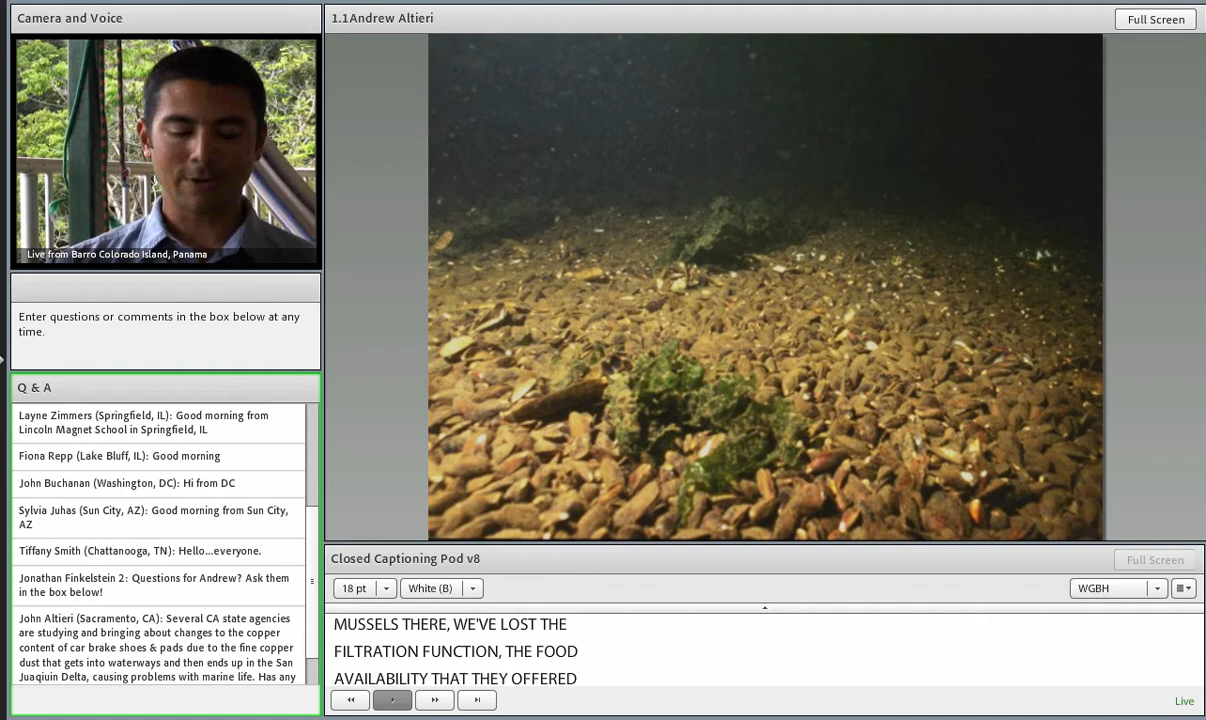 Camera and Voice
Live from Barro Colorado Island, Panama
Enter questions or comments in the box below at any
time.
Q & A
Layne Zimmers (Springfield, IL): Good morning from
Lincoln Magnet School in Springfield, IL
Fiona Repp (Lake Bluff, IL): Good morning
John Buchanan (Washington, DC): Hi from DC
Sylvia Juhas (Sun City, AZ): Good morning from Sun City,
AZ
Tiffany Smith (Chattanooga, TN): Hello...everyone.
Jonathan Finkelstein 2: Questions for Andrew? Ask them
in the box below!
John Altieri (Sacramento, CA): Several CA state agencies
are studying and bringing about changes to the copper
content of car brake shoes & pads due to the fine copper
dust that gets into waterways and then ends up in the San
Juaqiuin Delta, causing problems with marine life. Has any
1.1Andrew Altieri
Full Screen
Closed Captioning Pod v8
Full Screen
18 pt
White (B)
WGBH
MUSSELS THERE, WE'VE LOST THE
FILTRATION FUNCTION, THE FOOD
AVAILABILITY THAT THEY OFFERED
Live